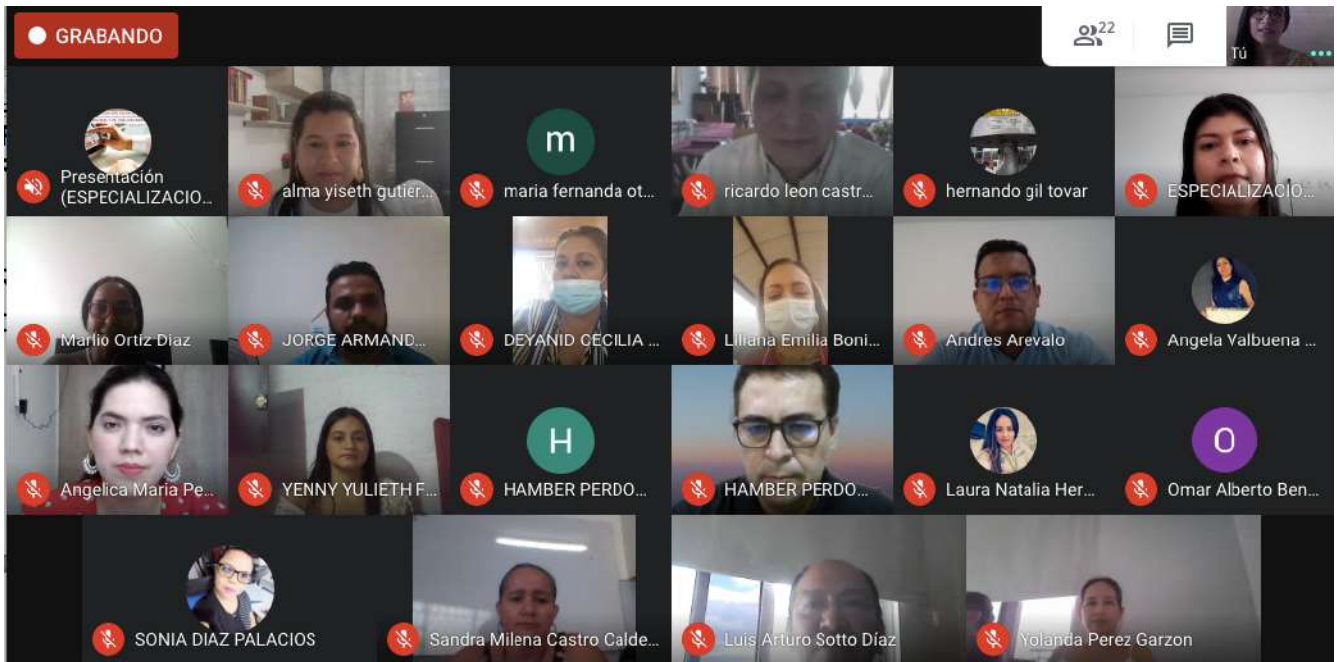 GRABANDO
22
Tú
Presentación
(ESPECIALIZACIO...
alma yiseth gutier...
maria fernanda ot...
ricardo leon castr...
hernando gil tovar
ESPECIALIZACIO...
Marlio Ortiz Diaz
JORGE ARMAND...
DEYANID CECILIA ...
Liliana Emilia Boni...
Andres Arevalo
Angela Valbuena ...
Angelica Maria Pe...
YENNY YULIETH F...
HAMBER PERDO...
HAMBER PERDO...
Laura Natalia Her...
Omar Alberto Ben...
SONIA DIAZ PALACIOS
Sandra Milena Castro Calde...
Luis Arturo Sotto Díaz
Yolanda Perez Garzon
m
H
O